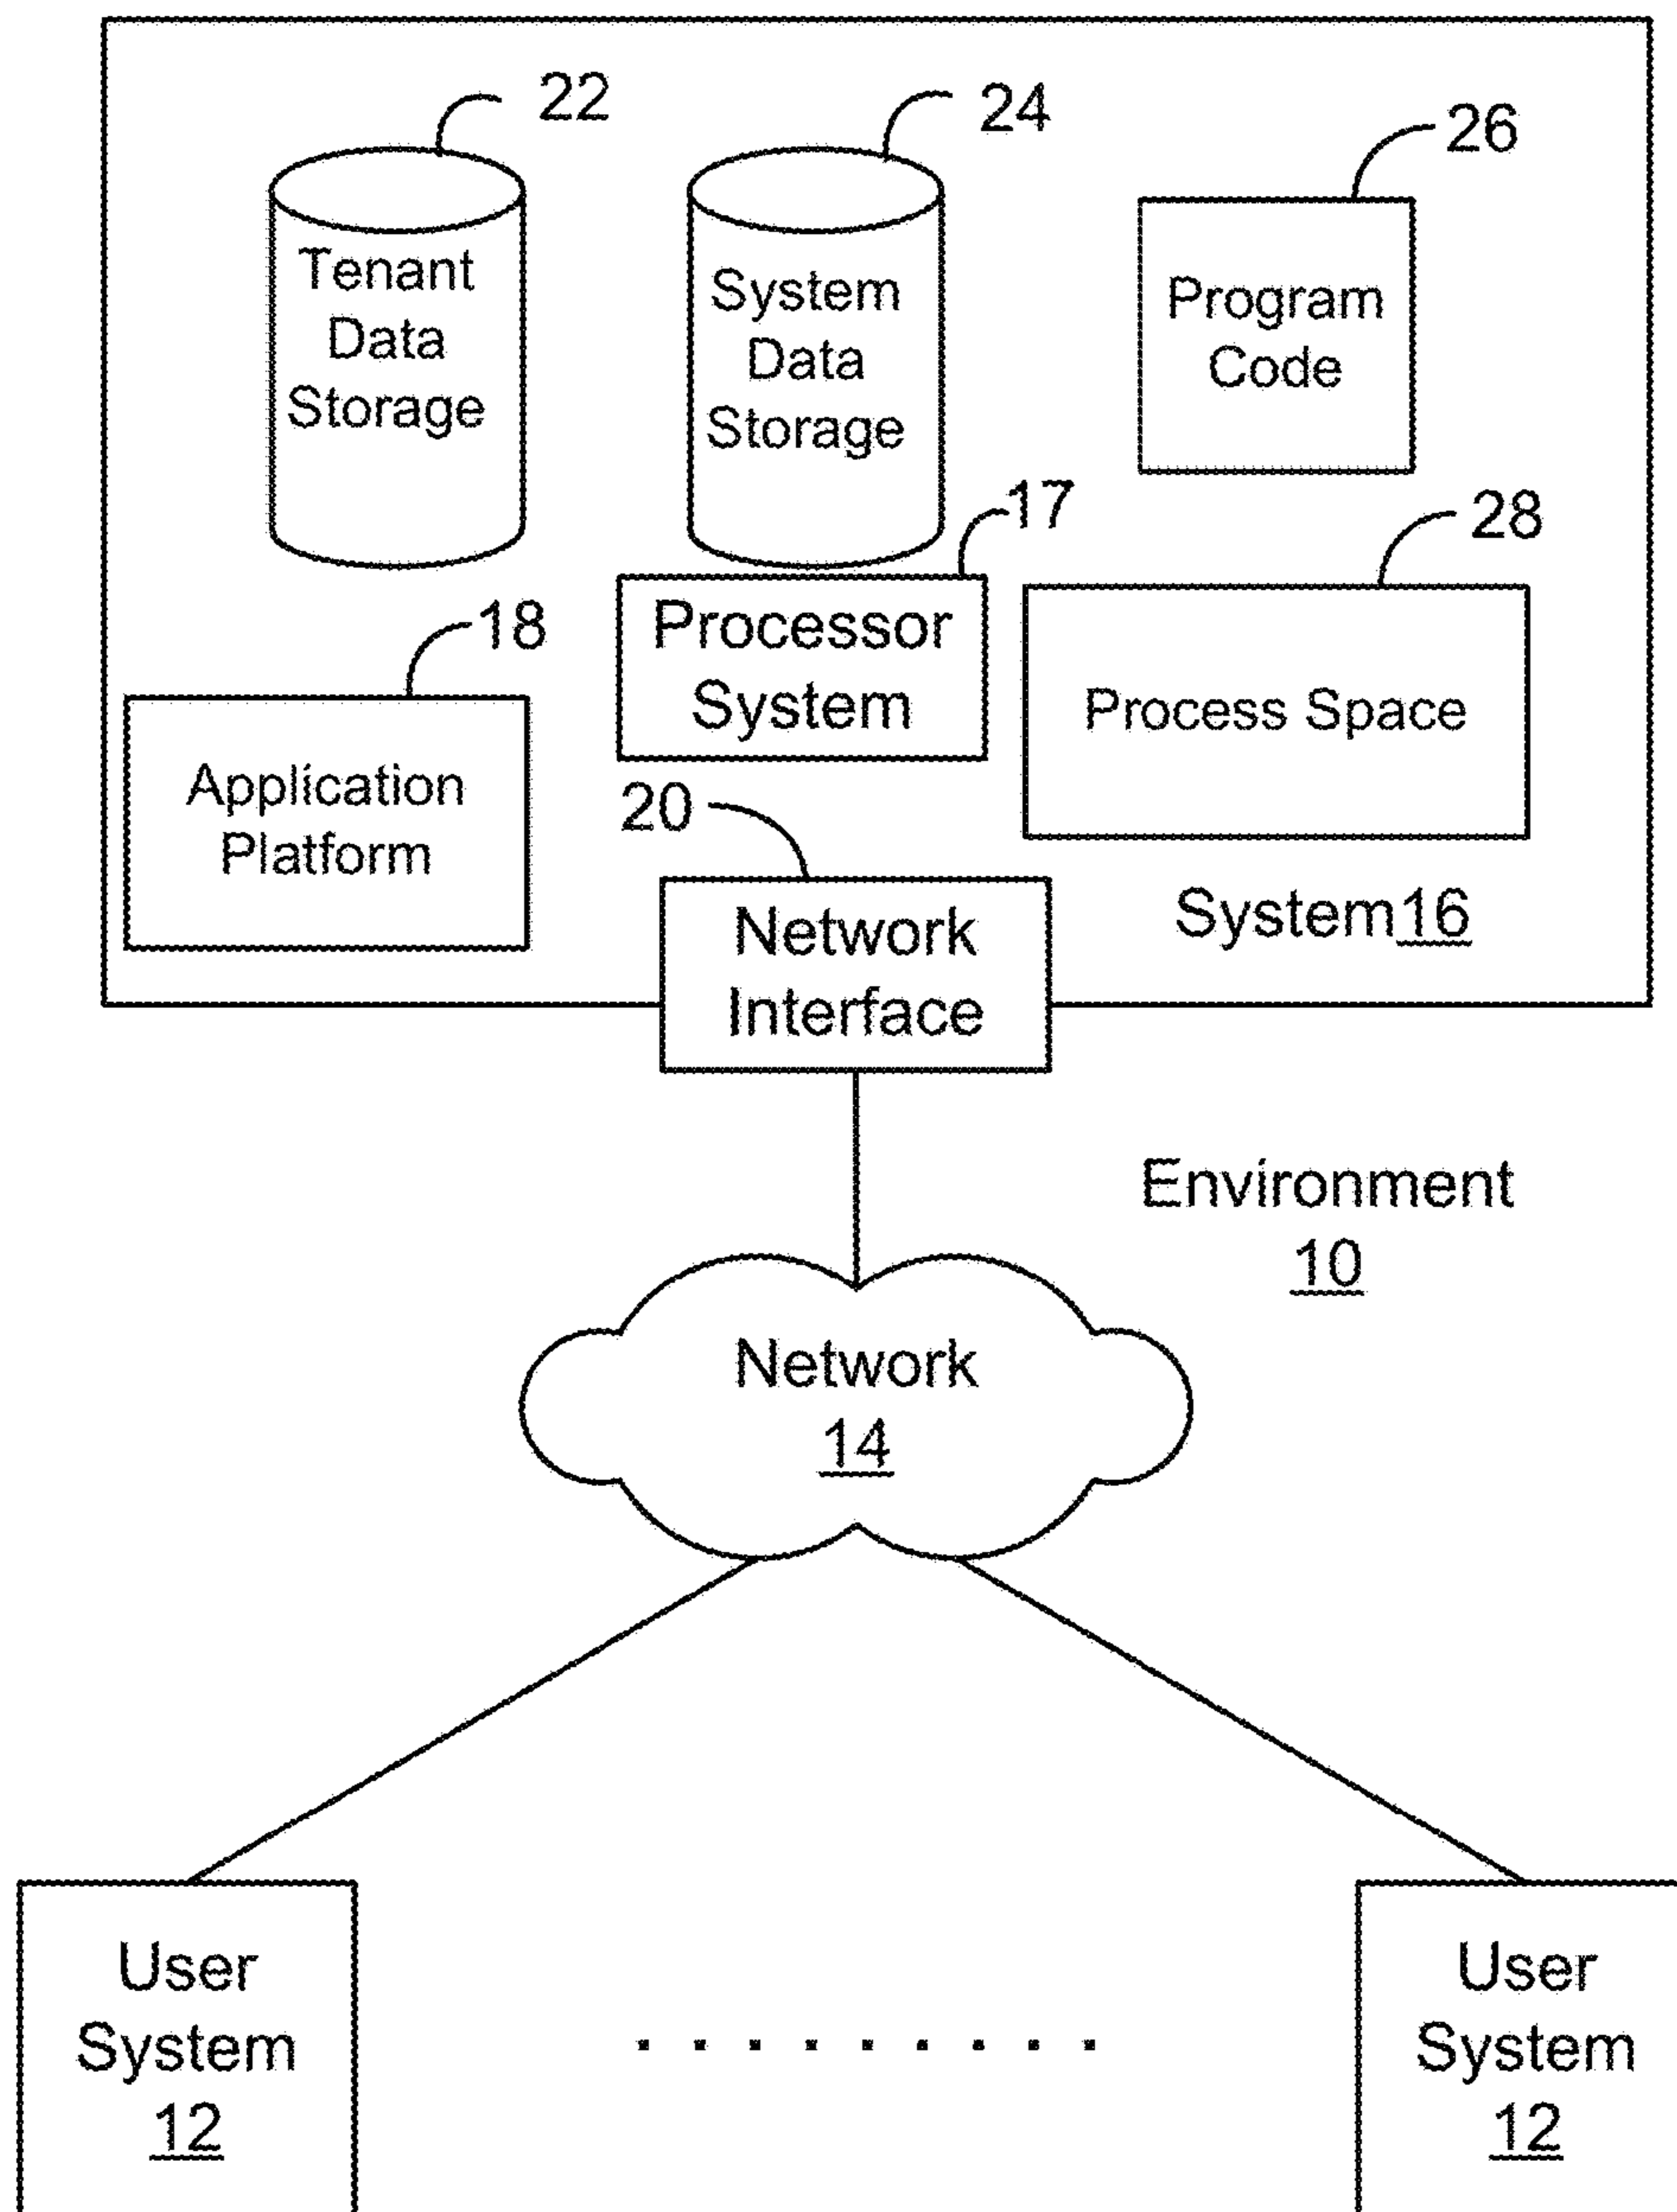 22
24
26
Tenant
Data
Storage
System
Data
Storage
Program
Code
17
28
18
Processor
System
Process Space
Application
Platform
20
Network
Interface
System16
Environment
10
Network
14
User
System
12
User
System
12